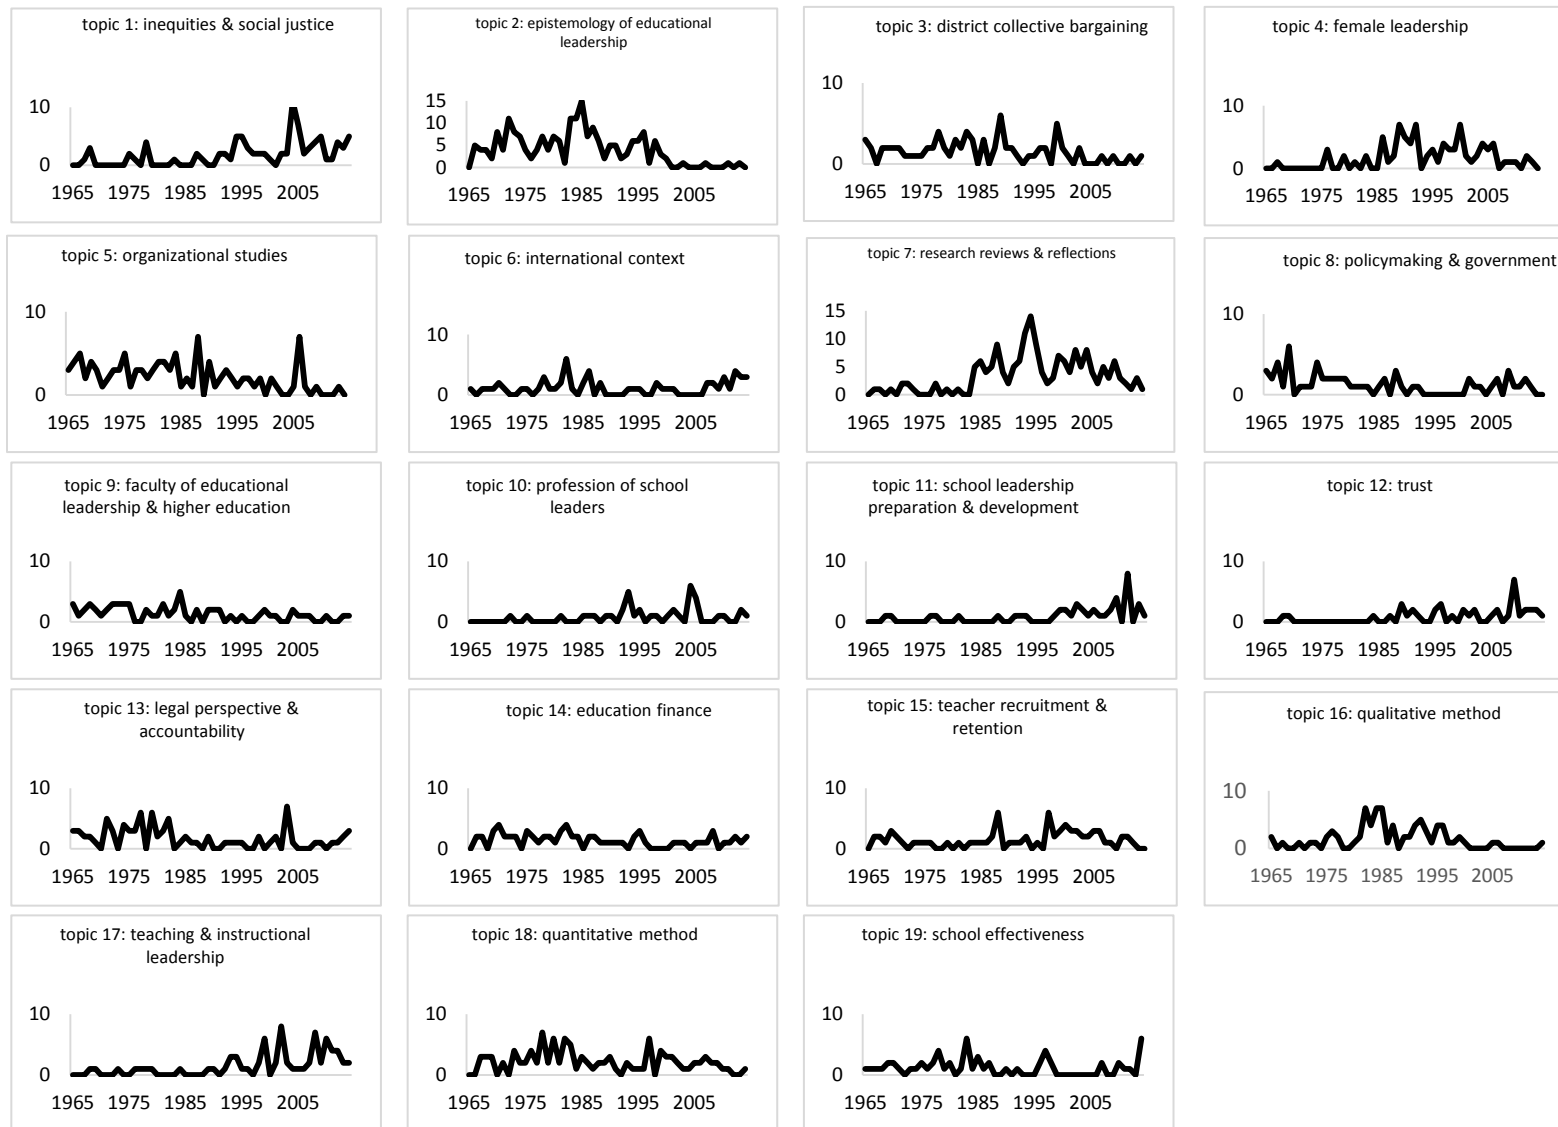 topic 1: inequities & social justice
10
0
1965 1975 1985 1995 2005
topic 2: epistemology of educational
leadership
15
10
5
0
1965 1975 1985 1995 2005
topic 3: district collective bargaining
10
0
1965 1975 1985 1995 2005
topic 4: female leadership
10
0
1965 1975 1985 1995 2005
topic 5: organizational studies
10
0
1965 1975 1985 1995 2005
topic 6: international context
10
0
1965 1975 1985 1995 2005
topic 7: research reviews & reflections
15
10
5
0
1965 1975 1985 1995 2005
topic 8: policymaking & government
10
0
1965 1975 1985 1995 2005
topic 9: faculty of educational
leadership & higher education
10
0
1965 1975 1985 1995 2005
topic 10: profession of school
leaders
10
0
1965 1975 1985 1995 2005
topic 11: school leadership
preparation & development
10
0
1965 1975 1985 1995 2005
topic 12: trust
10
0
1965 1975 1985 1995 2005
topic 13: legal perspective &
accountability
10
0
1965 1975 1985 1995 2005
topic 14: education finance
10
0
1965 1975 1985 1995 2005
topic 15: teacher recruitment &
retention
10
0
1965 1975 1985 1995 2005
topic 16: qualitative method
10
0
1965 1975 1985 1995 2005
topic 17: teaching & instructional
leadership
10
0
1965 1975 1985 1995 2005
topic 18: quantitative method
10
0
1965 1975 1985 1995 2005
topic 19: school effectiveness
10
0
1965 1975 1985 1995 2005